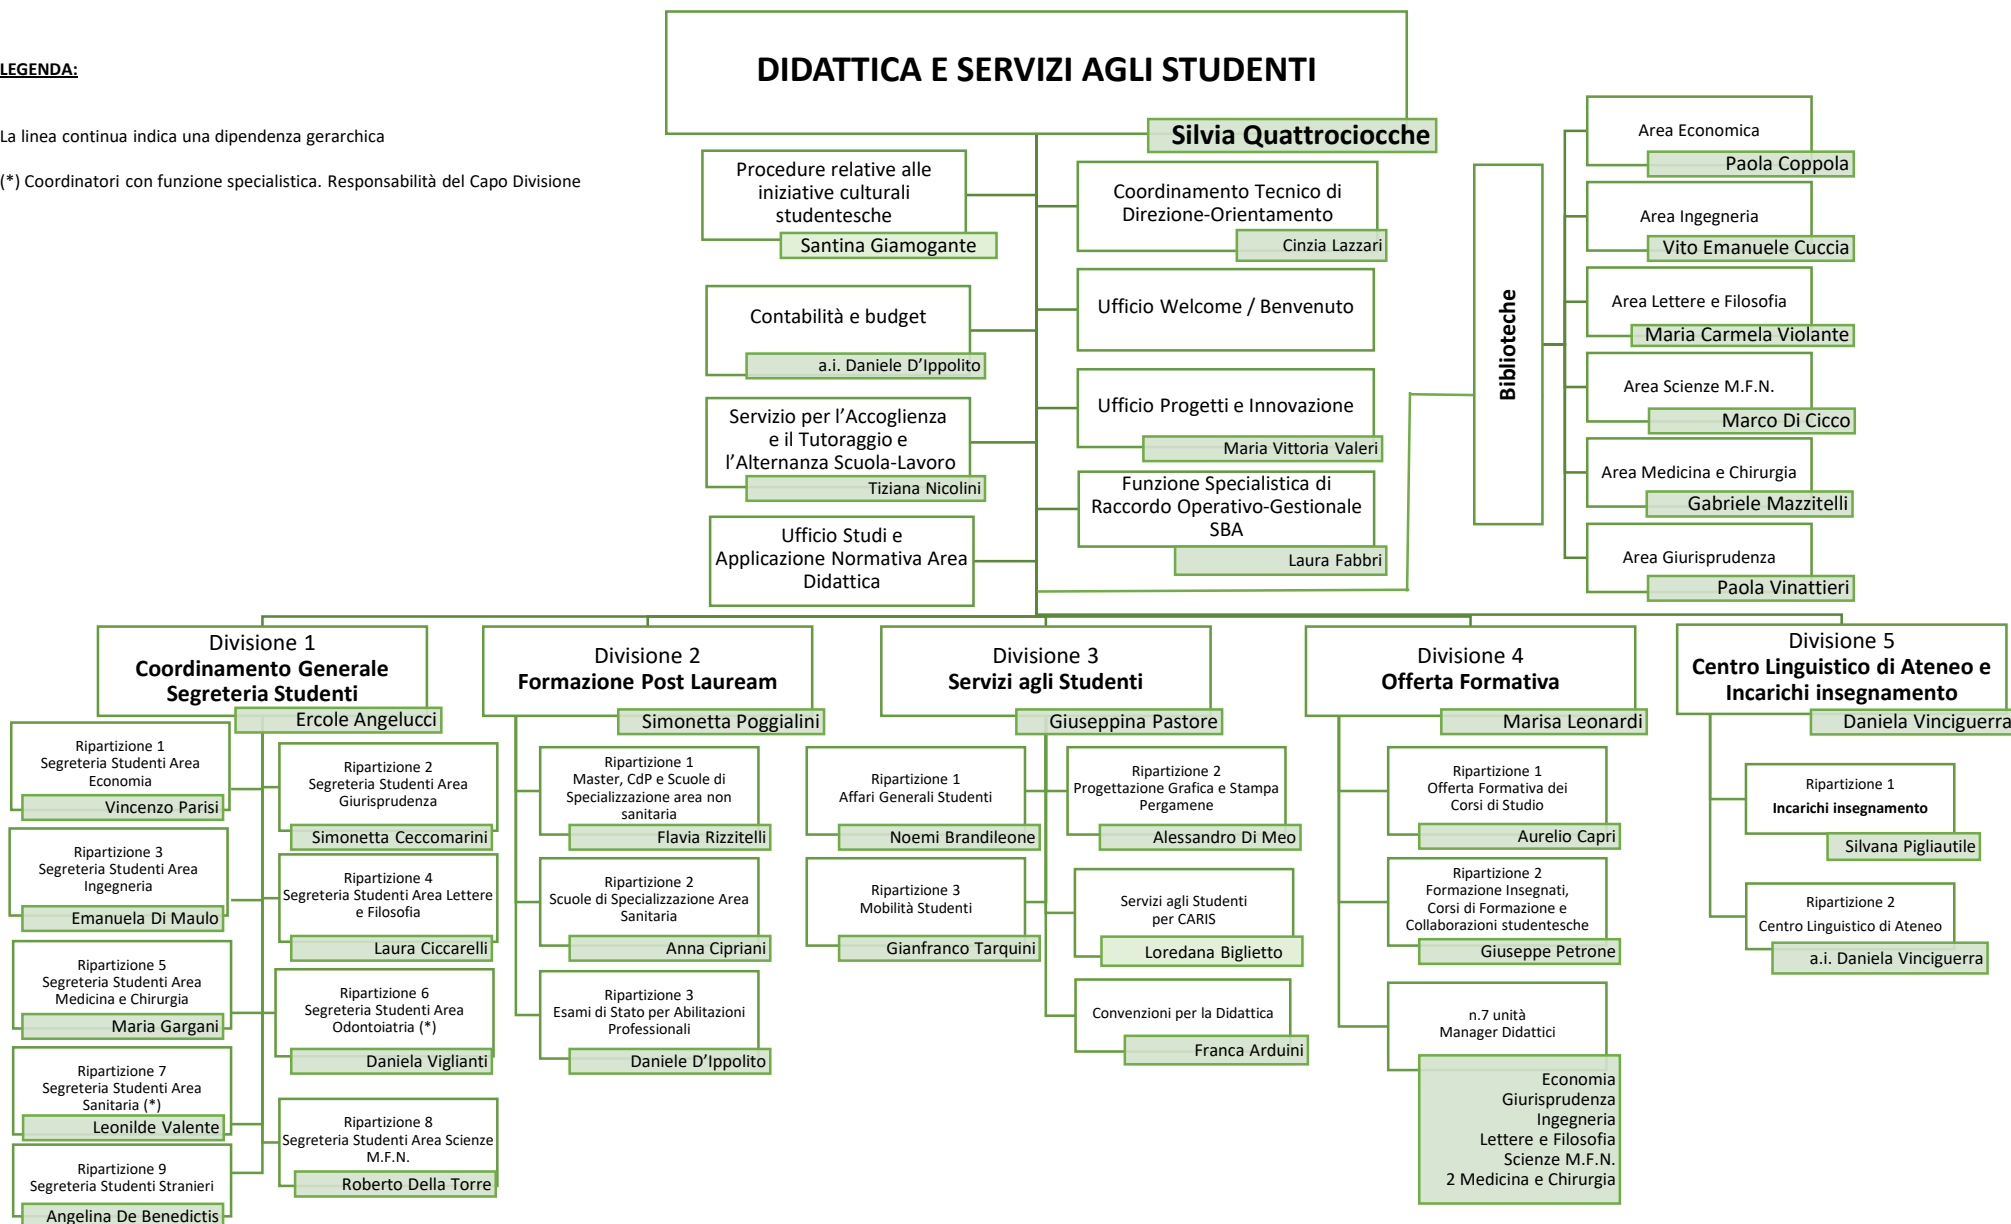 DIDATTICA E SERVIZI AGLI STUDENTI
Silvia Quattrociocche
LEGENDA:
La linea continua indica una dipendenza gerarchica
(*) Coordinatori con funzione specialistica. Responsabilità del Capo Divisione
Procedure relative alle
iniziative culturali
studentesche
Santina Giamogante
Contabilità e budget
a.i. Daniele D’Ippolito
Servizio per l’Accoglienza
e il Tutoraggio e
l’Alternanza Scuola-Lavoro
Tiziana Nicolini
Ufficio Studi e
Applicazione Normativa Area
Didattica
Coordinamento Tecnico di
Direzione-Orientamento
Cinzia Lazzari
Ufficio Welcome / Benvenuto
Ufficio Progetti e Innovazione
Maria Vittoria Valeri
Funzione Specialistica di
Raccordo Operativo-Gestionale
SBA
Laura Fabbri
Biblioteche
Area Economica
Paola Coppola
Area Ingegneria
Vito Emanuele Cuccia
Area Lettere e Filosofia
Maria Carmela Violante
Area Scienze M.F.N.
Marco Di Cicco
Area Medicina e Chirurgia
Gabriele Mazzitelli
Area Giurisprudenza
Paola Vinattieri
Divisione 1
Coordinamento Generale
Segreteria Studenti
Ercole Angelucci
Ripartizione 1
Segreteria Studenti Area
Economia
Vincenzo Parisi
Ripartizione 2
Segreteria Studenti Area
Giurisprudenza
Simonetta Ceccomarini
Ripartizione 3
Segreteria Studenti Area
Ingegneria
Emanuela Di Maulo
Ripartizione 4
Segreteria Studenti Area Lettere
e Filosofia
Laura Ciccarelli
Ripartizione 5
Segreteria Studenti Area
Medicina e Chirurgia
Maria Gargani
Ripartizione 6
Segreteria Studenti Area
Odontoiatria (*)
Daniela Viglianti
Ripartizione 7
Segreteria Studenti Area
Sanitaria (*)
Leonilde Valente
Ripartizione 8
Segreteria Studenti Area Scienze
M.F.N.
Roberto Della Torre
Ripartizione 9
Segreteria Studenti Stranieri
Angelina De Benedictis
Divisione 2
Formazione Post Lauream
Simonetta Poggialini
Ripartizione 1
Master, CdP e Scuole di
Specializzazione area non
sanitaria
Flavia Rizzitelli
Ripartizione 2
Scuole di Specializzazione Area
Sanitaria
Anna Cipriani
Ripartizione 3
Esami di Stato per Abilitazioni
Professionali
Daniele D’Ippolito
Divisione 3
Servizi agli Studenti
Giuseppina Pastore
Ripartizione 1
Affari Generali Studenti
Noemi Brandileone
Ripartizione 2
Progettazione Grafica e Stampa
Pergamene
Alessandro Di Meo
Ripartizione 3
Mobilità Studenti
Gianfranco Tarquini
Servizi agli Studenti
per CARIS
Loredana Biglietto
Convenzioni per la Didattica
Franca Arduini
Divisione 4
Offerta Formativa
Marisa Leonardi
Ripartizione 1
Offerta Formativa dei
Corsi di Studio
Aurelio Capri
Ripartizione 2
Formazione Insegnati,
Corsi di Formazione e
Collaborazioni studentesche
Giuseppe Petrone
n.7 unità
Manager Didattici
Economia
Giurisprudenza
Ingegneria
Lettere e Filosofia
Scienze M.F.N.
2 Medicina e Chirurgia
Divisione 5
Centro Linguistico di Ateneo e
Incarichi insegnamento
Daniela Vinciguerra
Ripartizione 1
Incarichi insegnamento
Silvana Pigliautile
Ripartizione 2
Centro Linguistico di Ateneo
a.i. Daniela Vinciguerra